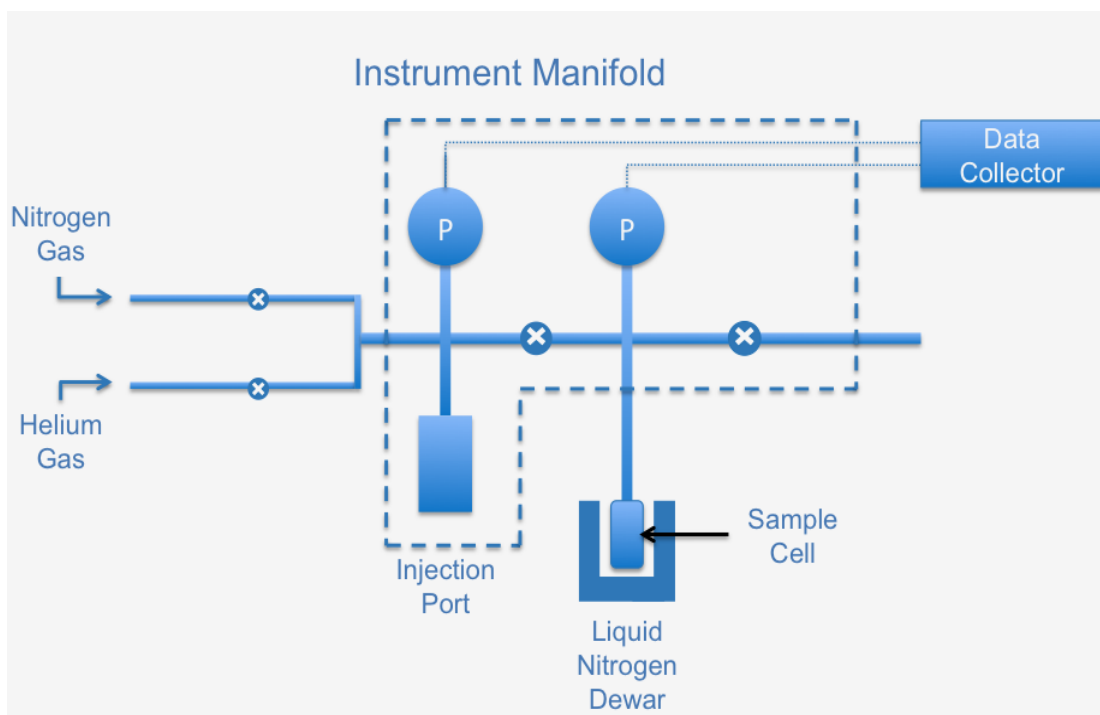 Instrument Manifold
Data
Collector
Nitrogen
Gas
P
P
Helium
Gas
Sample
Cell
Injection
Port
Liquid
Nitrogen
Dewar